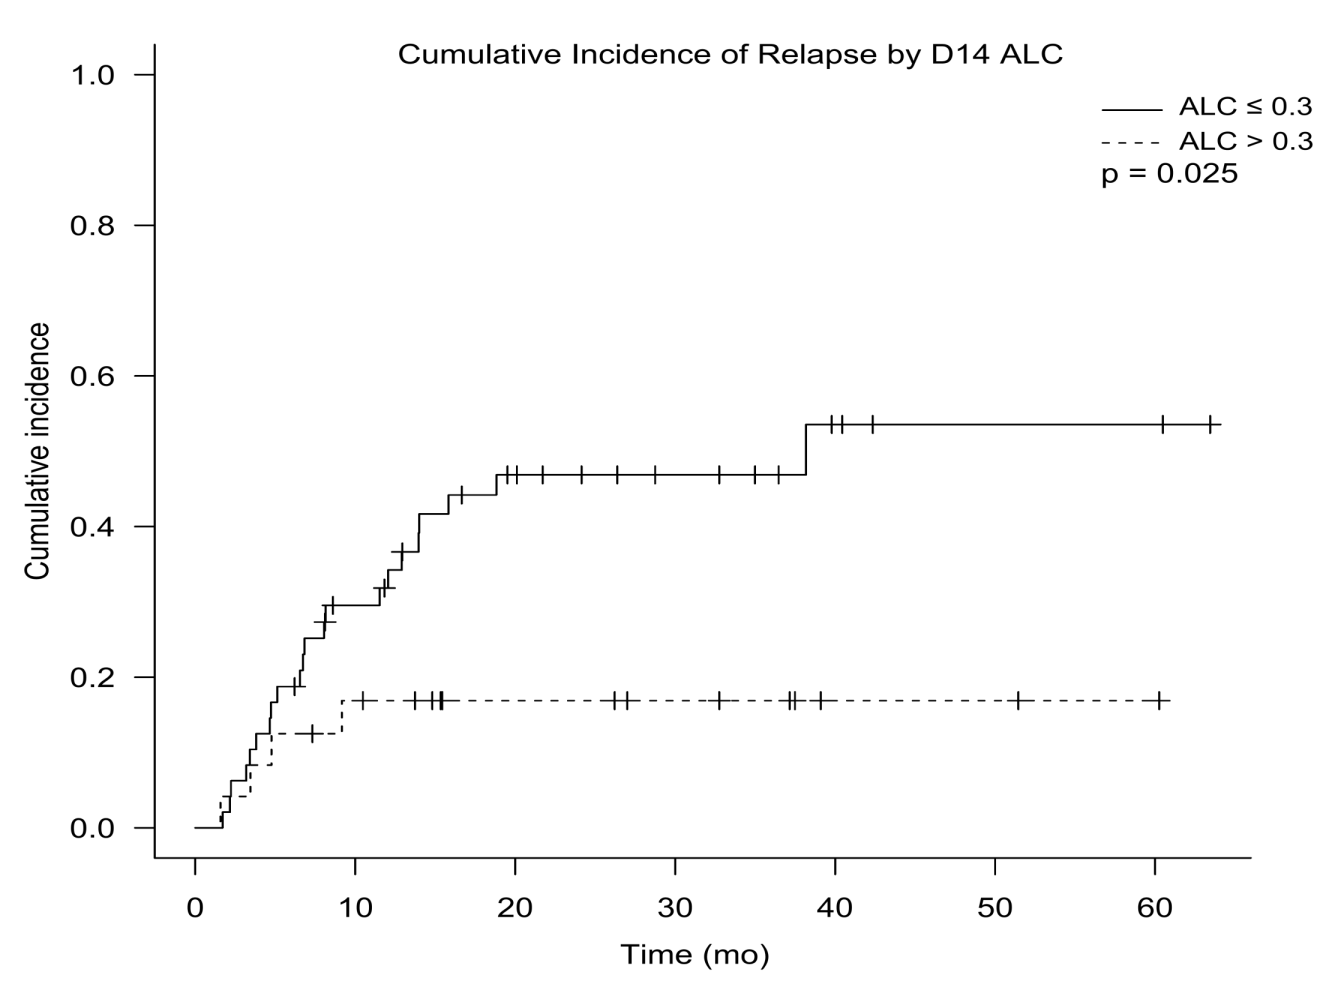 Cumulative Incidence of Relapse by D14 ALC
ALC ≤ 0.3
ALC > 0.3
p = 0.025
Cumulative incidence
1.0
0.8
0.6
0.4
0.2
0.0
0 10 20 30 40 50 60
Time (mo)